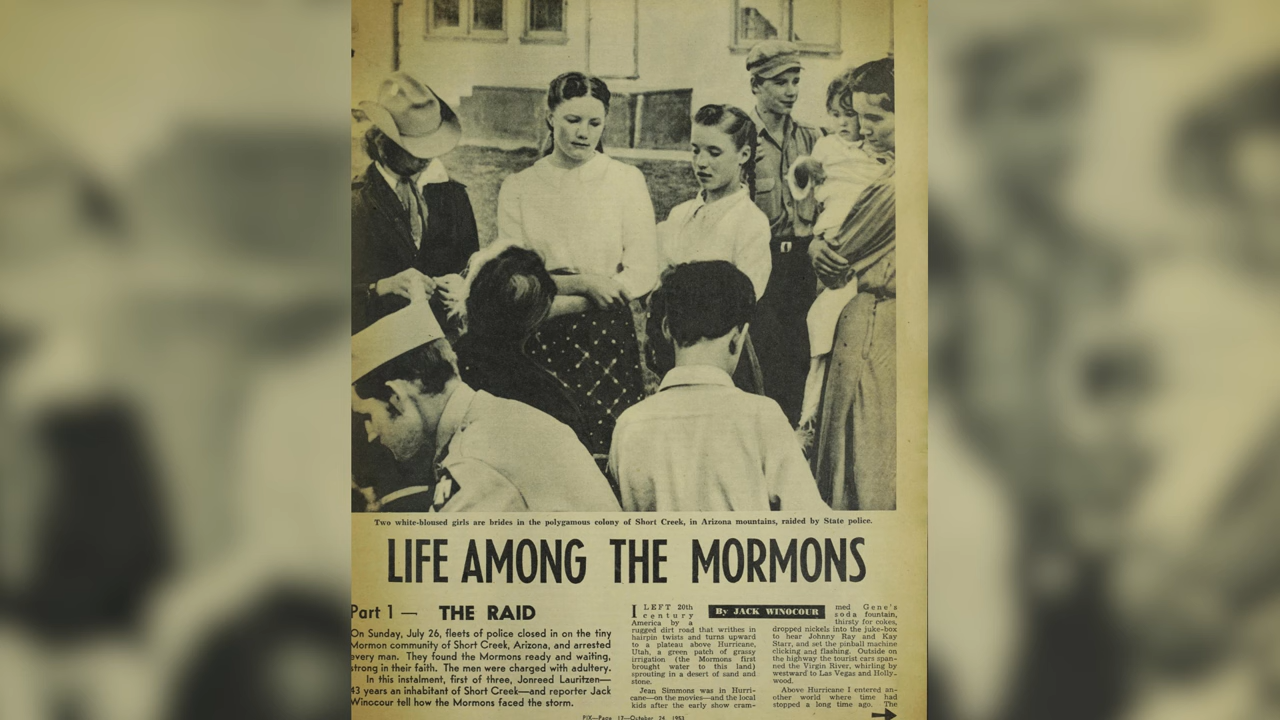 Two white-bloused girls are brides in the polygamous colony of Short Creek, in Arizona mountains, raided by State police.
LIFE AMONG THE MORMONS
Part 1 — THE RAID
On Sunday, July 26, fleets of police closed in on the tiny
Mormon community of Short Creek, Arizona, and arrested
every man. They found the Mormons ready and waiting,
strong in their faith. The men were charged with adultery.
In this instalment, first of three, Jonreed Lauritzen—
43 years an inhabitant of Short Creek—and reporter Jack
Winocour tell how the Mormons faced the storm.
By JACK WINOCOUR
I LEFT 20th
century
America by a
rugged dirt road that writhes in
hairpin twists and turns upward
to a plateau above Hurricane,
Utah, a green patch of grassy
irrigation (the Mormons first
brought water to this land)
sprouting in a desert of sand and
stone.
Jean Simmons was in Hurri-
cane—on the movies—and the local
kids after the early show cram-
med Gene's
soda fountain,
thirsty for cokes,
dropped nickels into the juke-box
to hear Johnny Ray and Kay
Starr, and set the pinball machine
clicking and flashing. Outside on
the highway the tourist cars span-
ned the Virgin River, whirling by
westward to Las Vegas and Holly-
wood.
Above Hurricane I entered an-
other world where time had
stopped a long time ago. The
PIX—Page 17—October 24, 1953